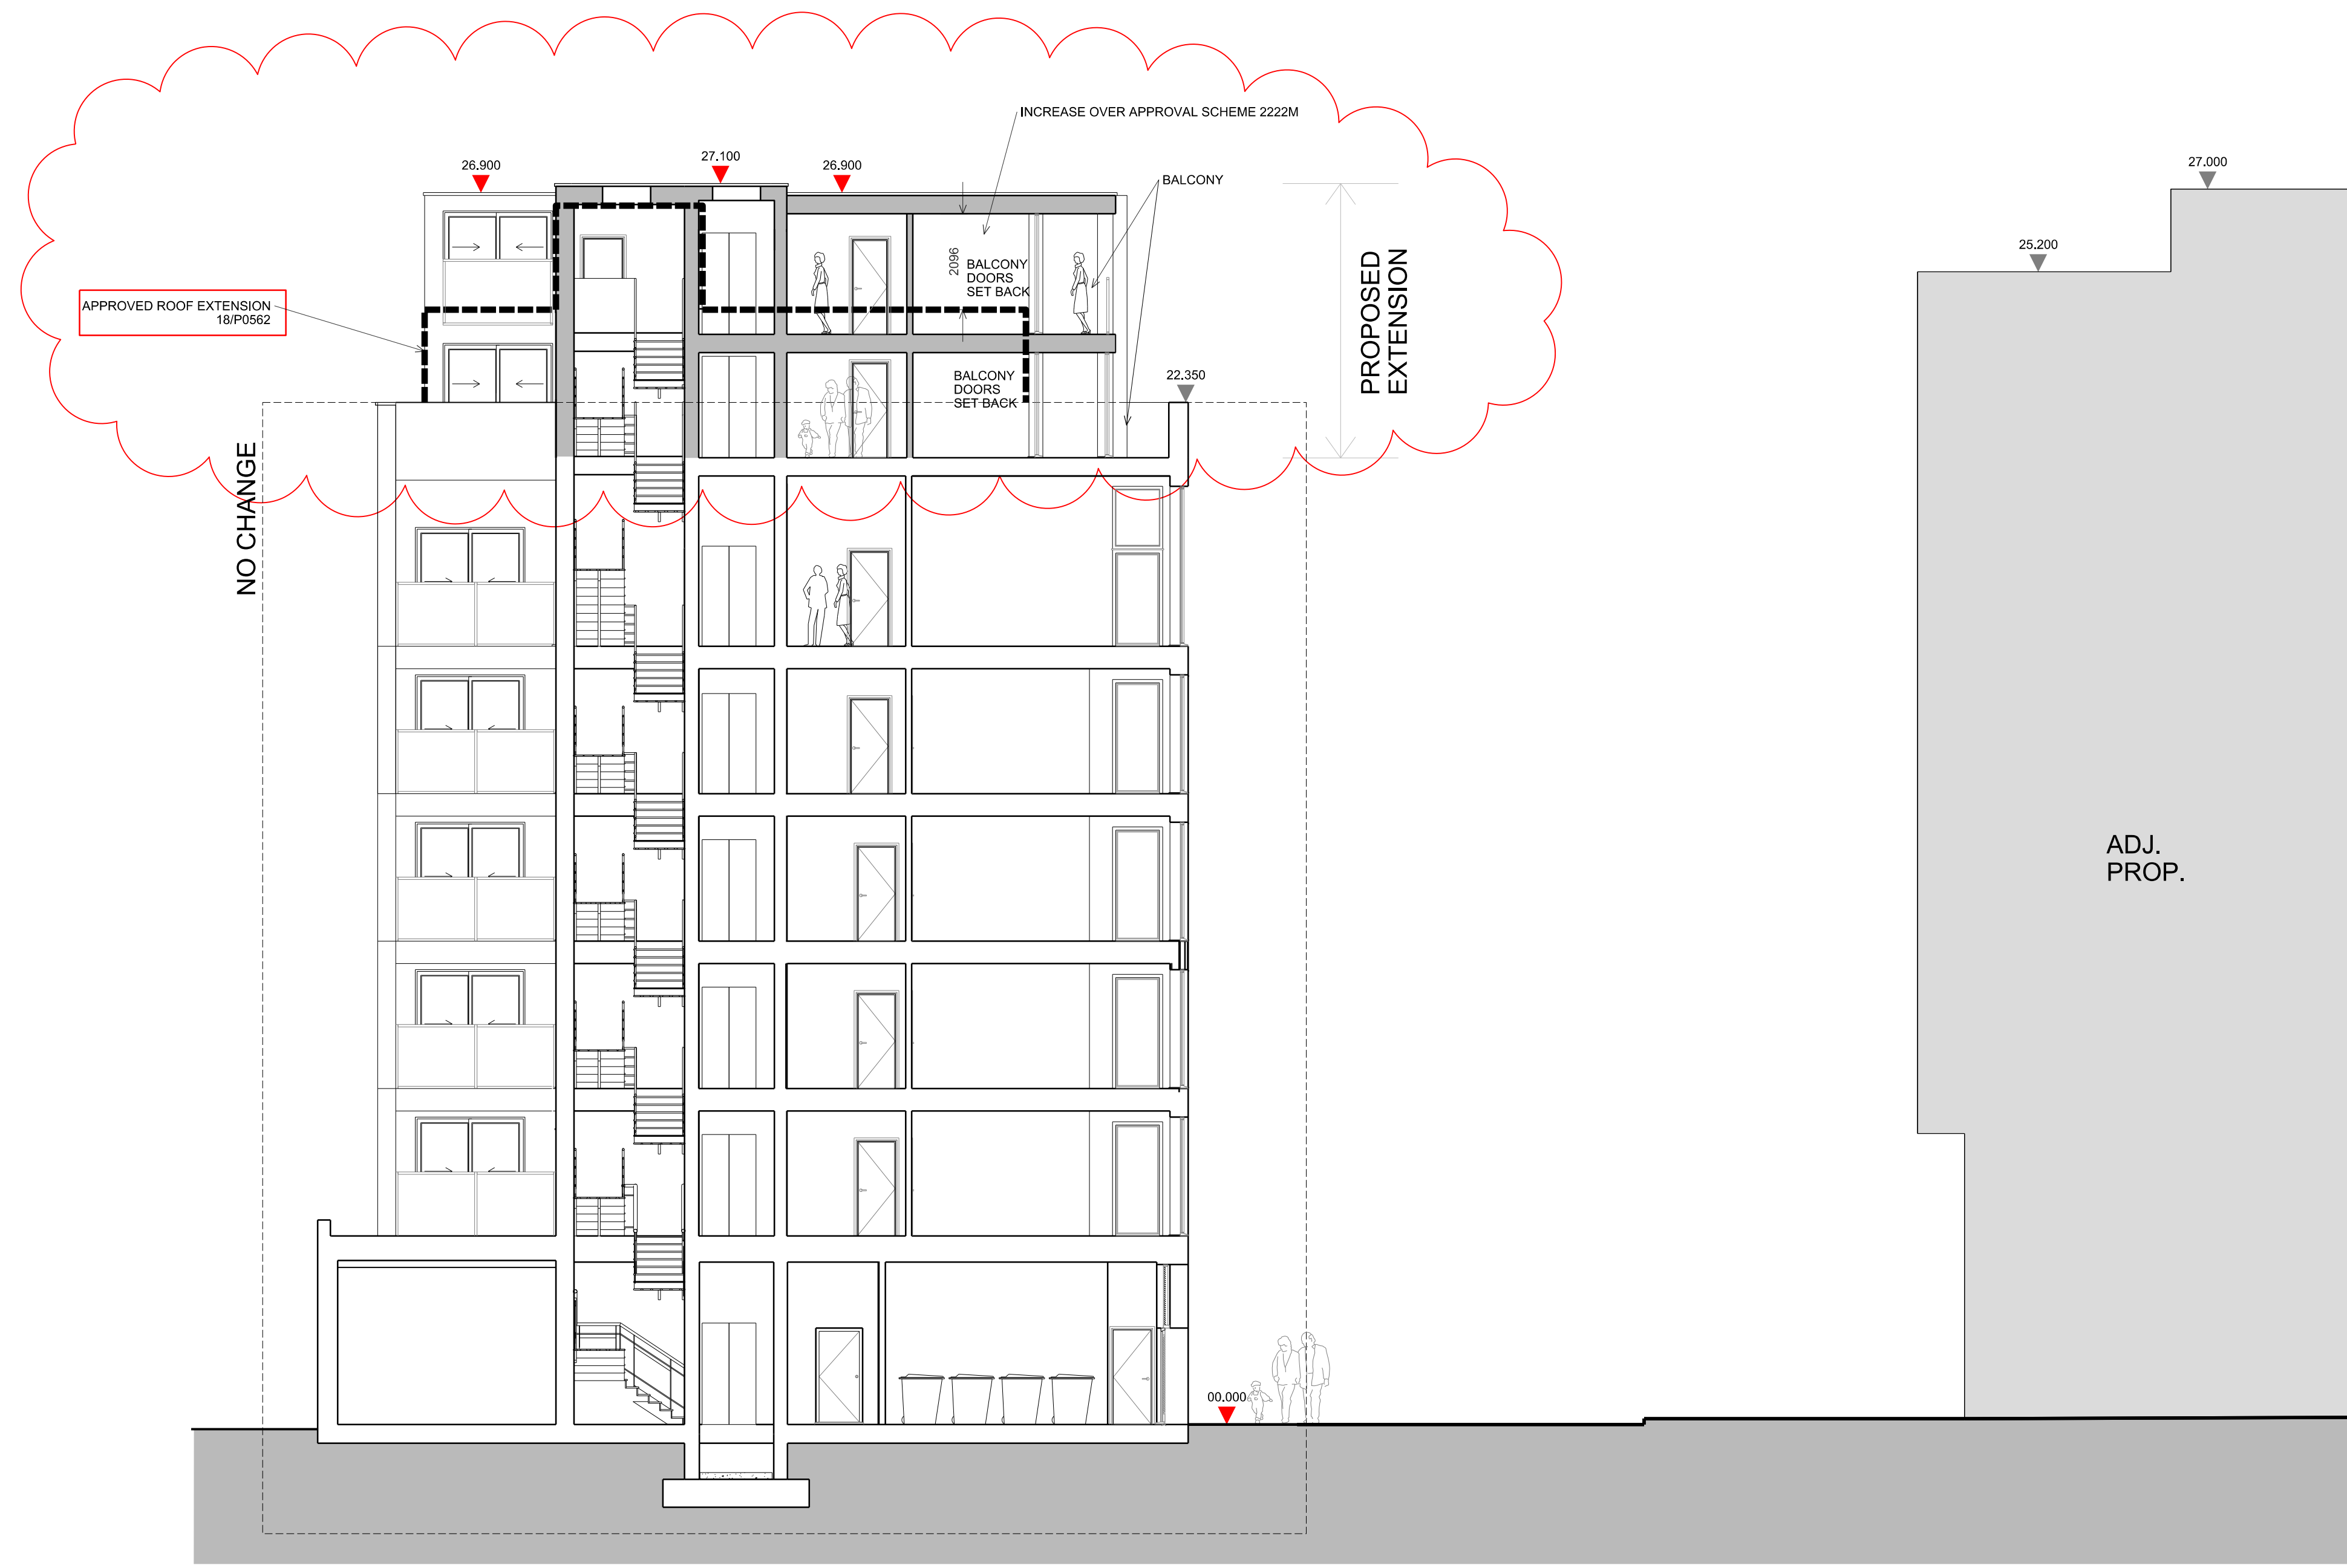 INCREASE OVER APPROVAL SCHEME 2222M
27.100
26.900
26.900
27.000
BALCONY
25.200
2096
BALCONY
DOORS
SET BACK
PROPOSED
EXTENSION
APPROVED ROOF EXTENSION
18/P0562
BALCONY
DOORS
SET BACK
22.350
NO CHANGE
ADJ.
PROP.
00.000